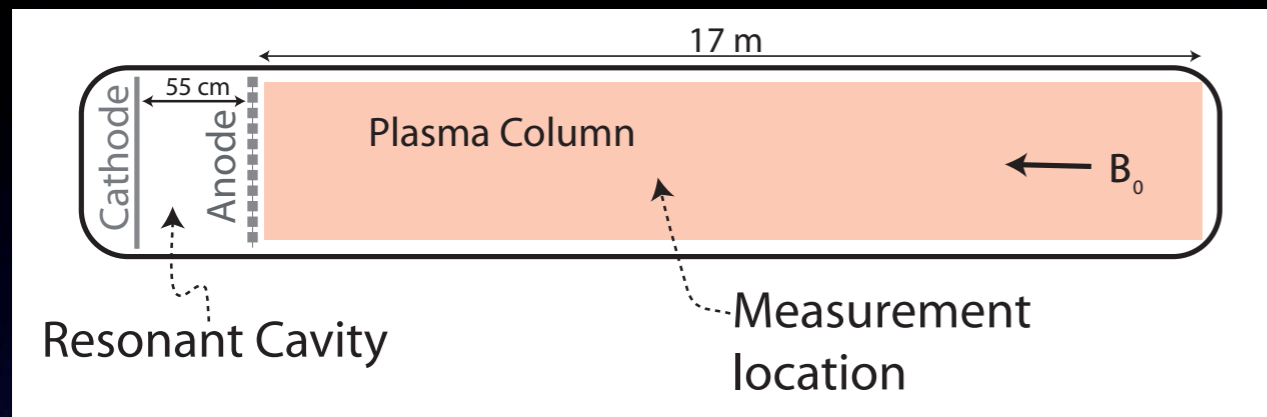 17 m
55 cm
Cathode
Anode
Plasma Column
B₀
Resonant Cavity
Measurement
location